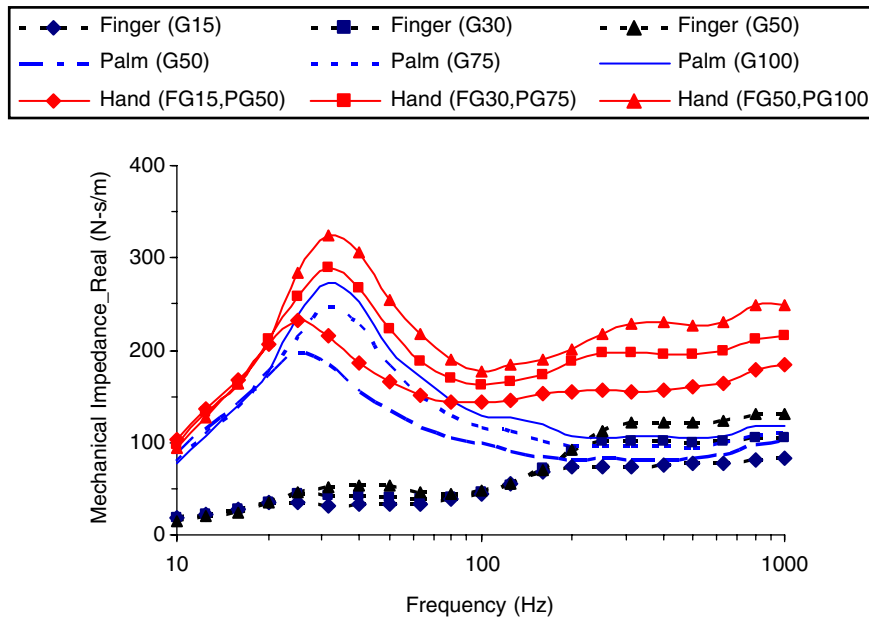 Finger (G15) Finger (G30) Finger (G50)
Palm (G50) Palm (G75) Palm (G100)
Hand (FG15,PG50) Hand (FG30,PG75) Hand (FG50,PG100)
Mechanical Impedance_Real (N-s/m)
400
300
200
100
0
10 100 1000
Frequency (Hz)